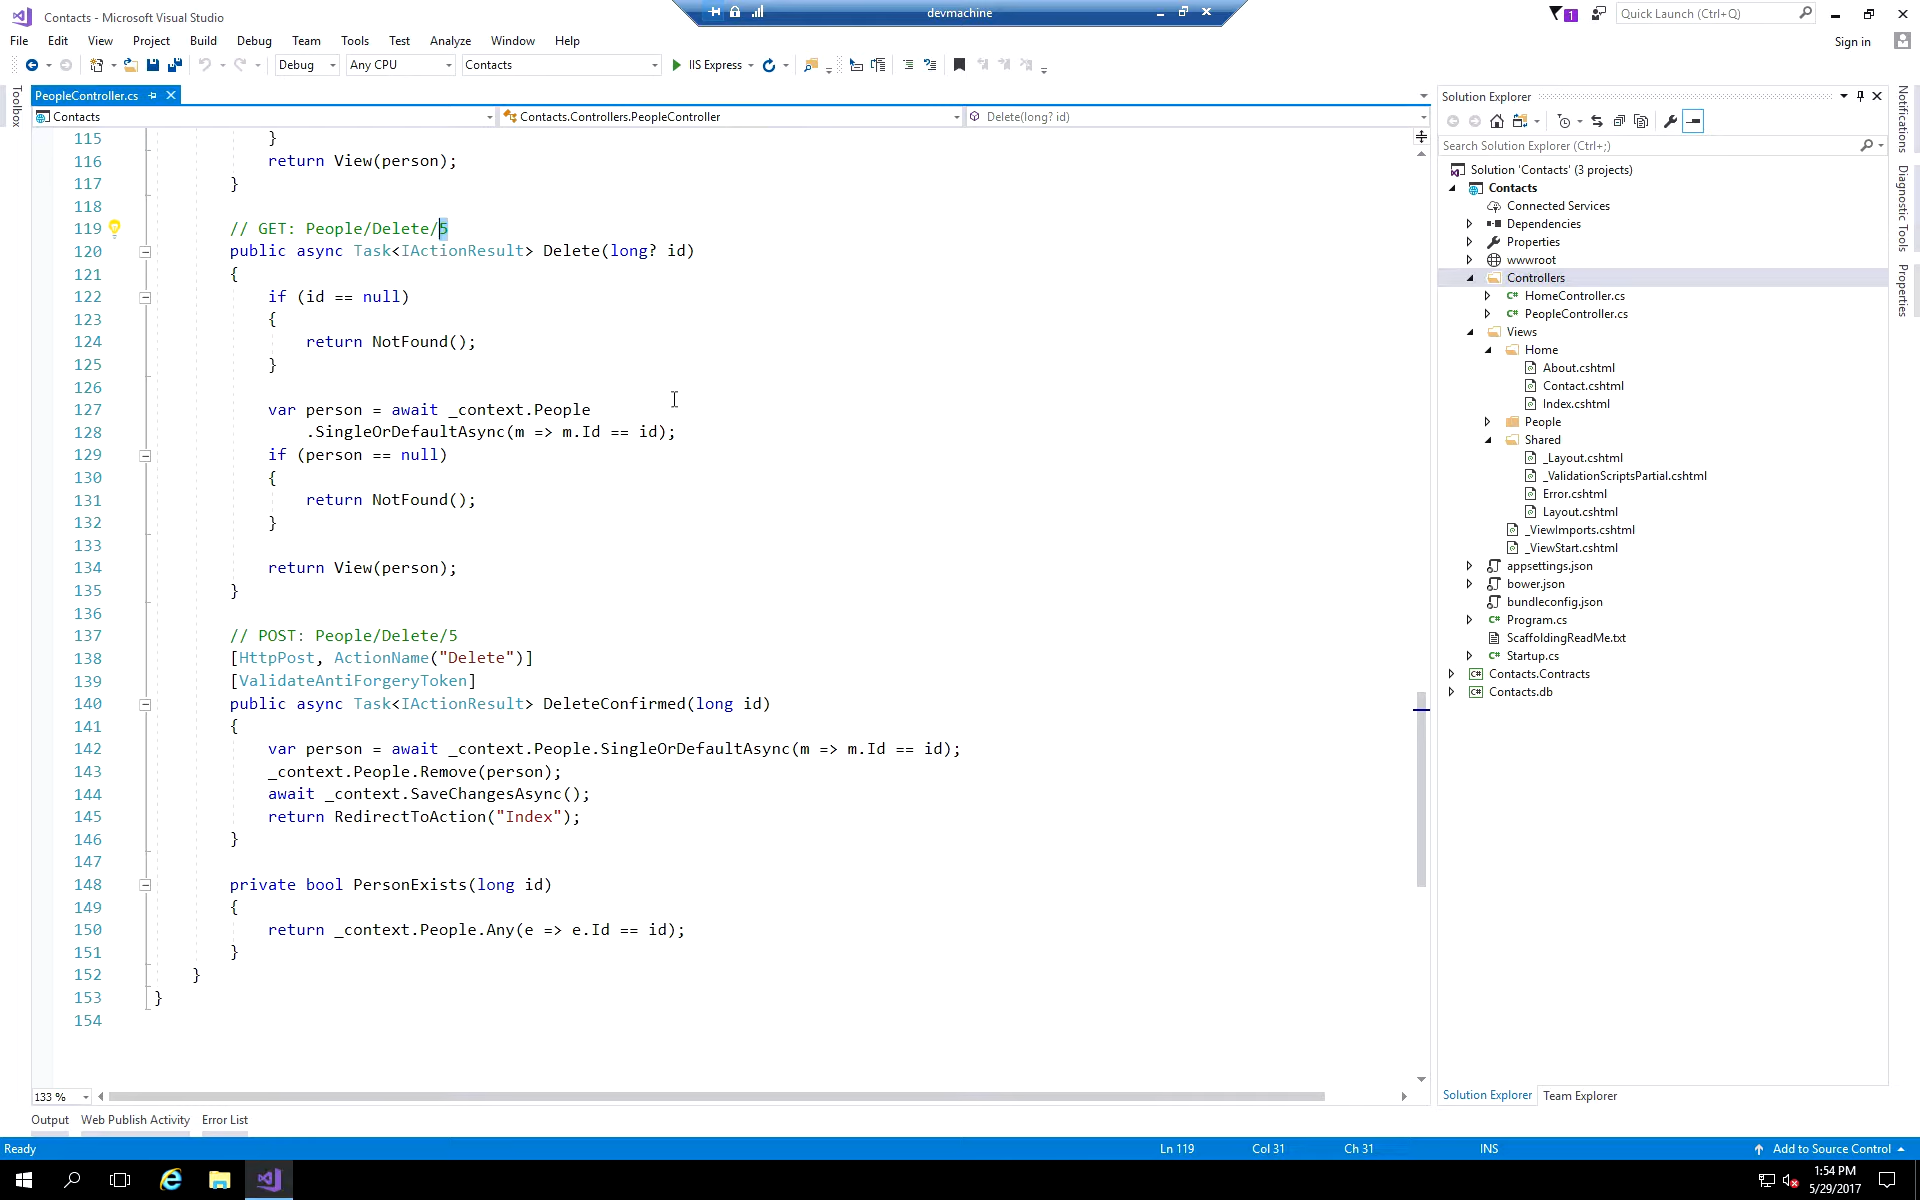 Contacts - Microsoft Visual Studio
devmachine
1
Quick Launch (Ctrl+Q)
File Edit View Project Build Debug Team Tools Test Analyze Window Help
Sign in
Debug Any CPU Contacts IIS Express
Toolbox
PeopleController.cs
Contacts Contacts.Controllers.PeopleController Delete(long? id)
115 }
116 return View(person);
117 }
118
119 // GET: People/Delete/5
120 public async Task<IActionResult> Delete(long? id)
121 {
122 if (id == null)
123 {
124 return NotFound();
125 }
126
127 var person = await _context.People
128 .SingleOrDefaultAsync(m => m.Id == id);
129 if (person == null)
130 {
131 return NotFound();
132 }
133
134 return View(person);
135 }
136
137 // POST: People/Delete/5
138 [HttpPost, ActionName("Delete")]
139 [ValidateAntiForgeryToken]
140 public async Task<IActionResult> DeleteConfirmed(long id)
141 {
142 var person = await _context.People.SingleOrDefaultAsync(m => m.Id == id);
143 _context.People.Remove(person);
144 await _context.SaveChangesAsync();
145 return RedirectToAction("Index");
146 }
147
148 private bool PersonExists(long id)
149 {
150 return _context.People.Any(e => e.Id == id);
151 }
152 }
153 }
154
133 %
Solution Explorer
Search Solution Explorer (Ctrl+;)
Solution 'Contacts' (3 projects)
Contacts
Connected Services
Dependencies
Properties
wwwroot
Controllers
C# HomeController.cs
C# PeopleController.cs
Views
Home
About.cshtml
Contact.cshtml
Index.cshtml
People
Shared
_Layout.cshtml
_ValidationScriptsPartial.cshtml
Error.cshtml
Layout.cshtml
_ViewImports.cshtml
_ViewStart.cshtml
appsettings.json
bower.json
bundleconfig.json
C# Program.cs
ScaffoldingReadMe.txt
C# Startup.cs
C# Contacts.Contracts
C# Contacts.db
Solution Explorer Team Explorer
Notifications
Diagnostic Tools
Properties
Output Web Publish Activity Error List
Ready Ln 119 Col 31 Ch 31 INS Add to Source Control
1:54 PM
5/29/2017